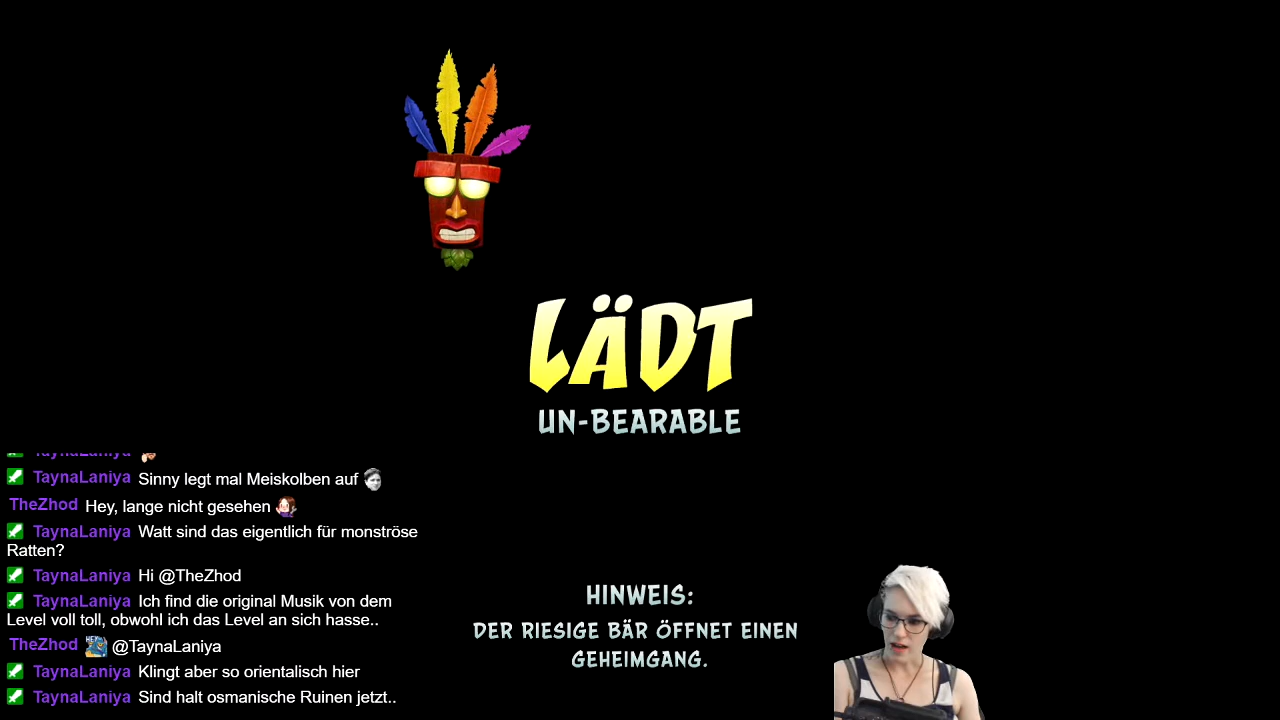 LÄDT
UN-BEARABLE
TaynaLaniya
TaynaLaniya Sinny legt mal Meiskolben auf
TheZhod Hey, lange nicht gesehen
TaynaLaniya Watt sind das eigentlich für monströse
Ratten?
TaynaLaniya Hi @TheZhod
TaynaLaniya Ich find die original Musik von dem
Level voll toll, obwohl ich das Level an sich hasse..
TheZhod @TaynaLaniya
TaynaLaniya Klingt aber so orientalisch hier
TaynaLaniya Sind halt osmanische Ruinen jetzt..
HINWEIS:
DER RIESIGE BÄR ÖFFNET EINEN
GEHEIMGANG.